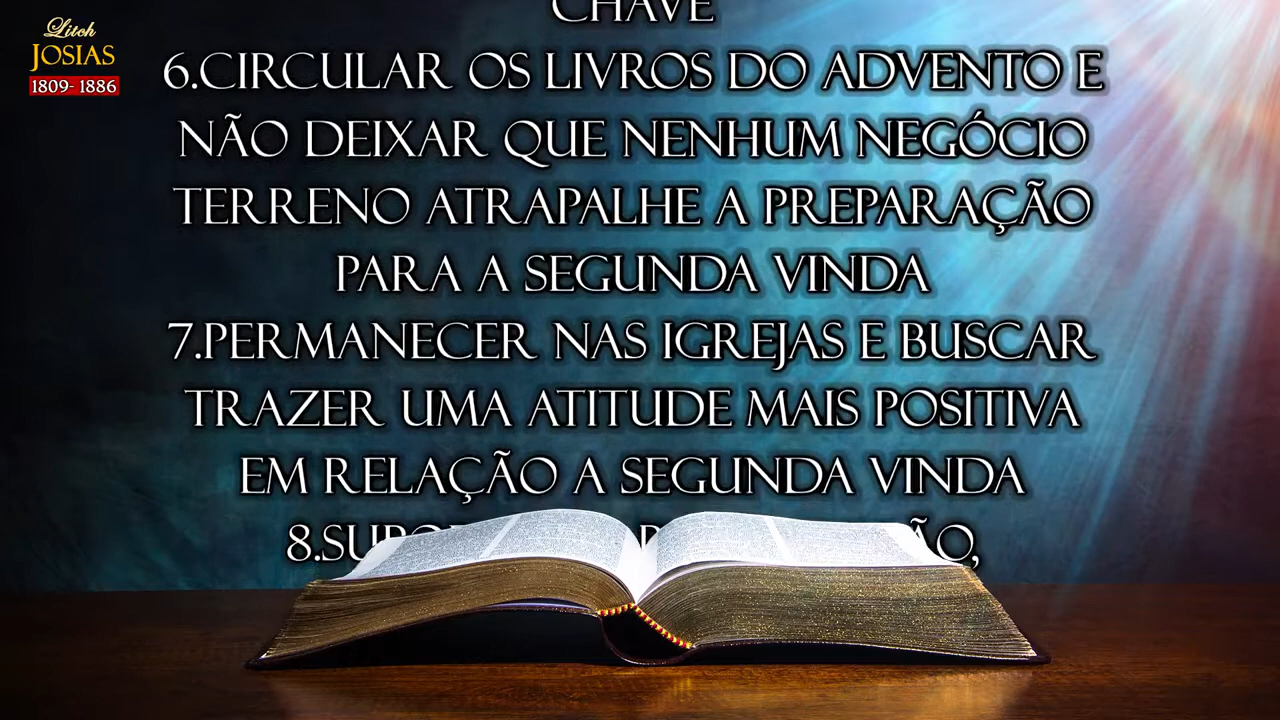 Litch
JOSIAS
1809- 1886
CHAVE
6.CIRCULAR OS LIVROS DO ADVENTO E
NÃO DEIXAR QUE NENHUM NEGÓCIO
TERRENO ATRAPALHE A PREPARAÇÃO
PARA A SEGUNDA VINDA
7.PERMANECER NAS IGREJAS E BUSCAR
TRAZER UMA ATITUDE MAIS POSITIVA
EM RELAÇÃO A SEGUNDA VINDA
8.